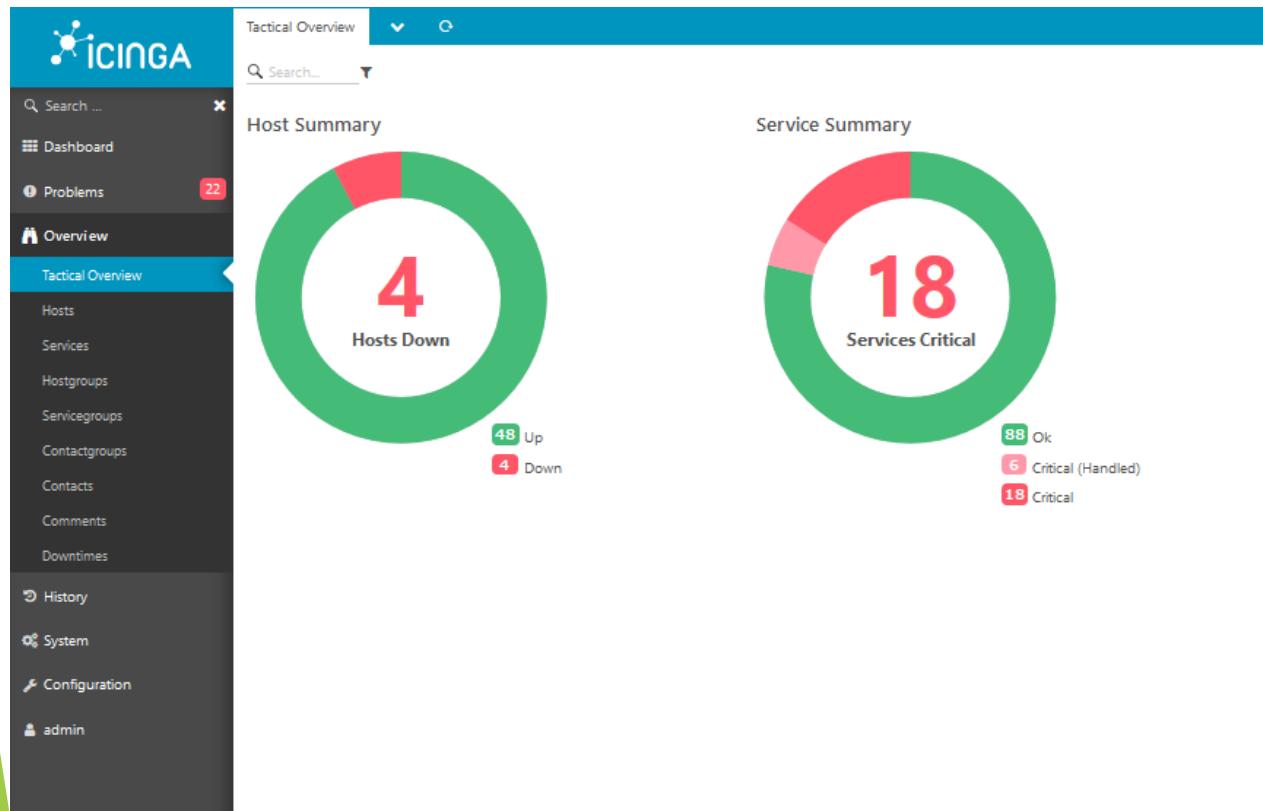 icinga
Search ...
Dashboard
Problems 22
Overview
Tactical Overview
Hosts
Services
Hostgroups
Servicegroups
Contactgroups
Contacts
Comments
Downtimes
History
System
Configuration
admin
Tactical Overview
Search...
Host Summary
4
Hosts Down
48 Up
4 Down
Service Summary
18
Services Critical
88 Ok
6 Critical (Handled)
18 Critical